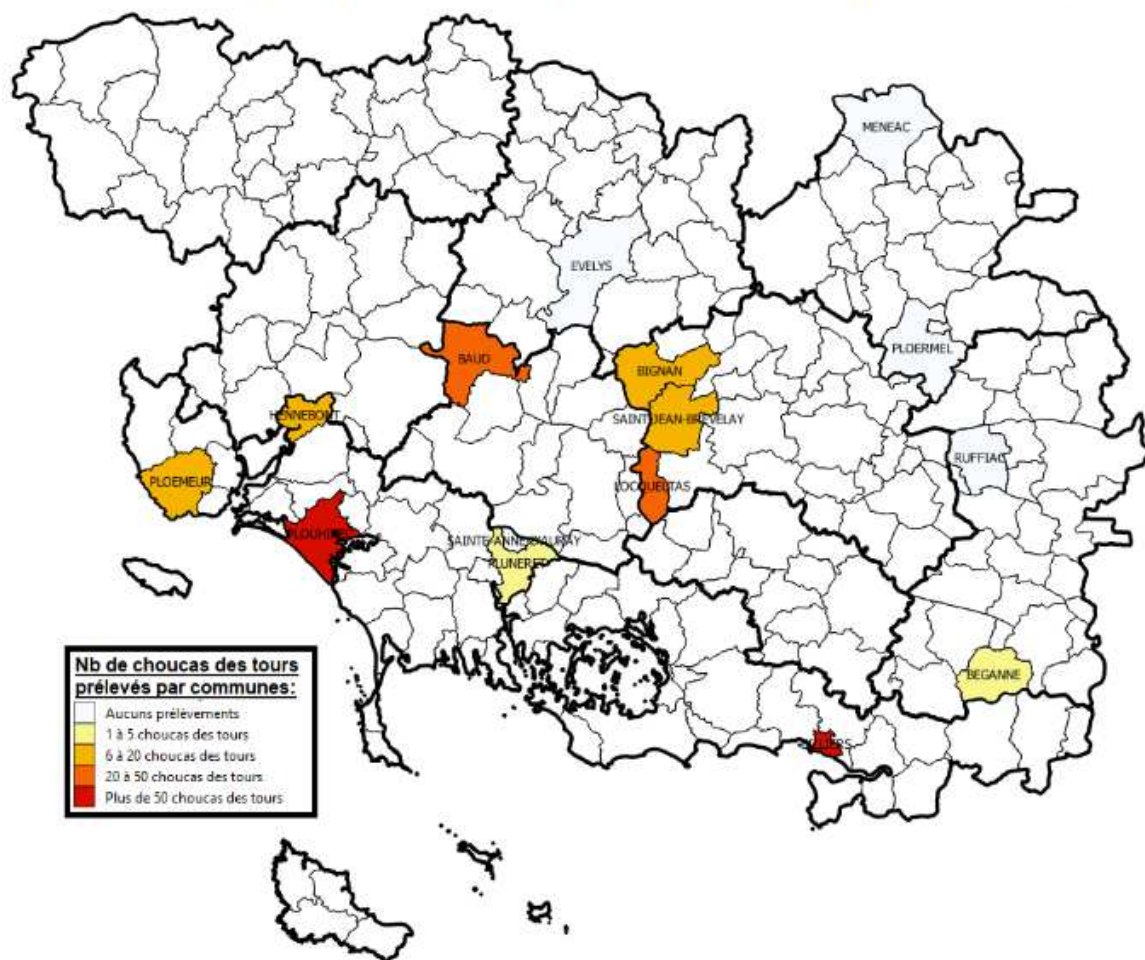 MENEAC
EVELYS
PLOERMEL
BAUD
BIGNAN
HENNEBONT
SAINT-JEAN-BREVELAY
RUFFIAC
PLOEMEUR
LOCQUELTAS
SAINTE-ANNE-D'AURAY
PLUNERET
BEGANNE
Nb de choucas des tours
prélevés par communes:
Aucuns prélèvements
1 à 5 choucas des tours
6 à 20 choucas des tours
20 à 50 choucas des tours
Plus de 50 choucas des tours